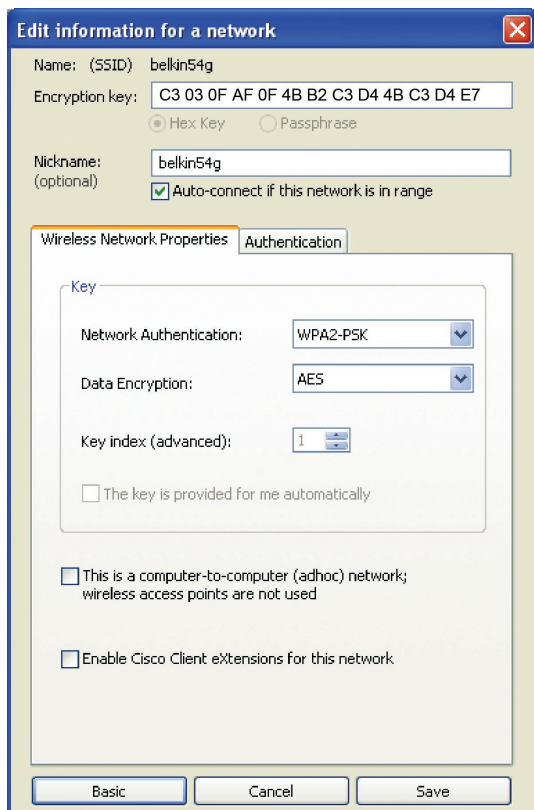 Edit information for a network
Name: (SSID) belkin54g
Encryption key: C3 03 0F AF 0F 4B B2 C3 D4 4B C3 D4 E7
Hex Key Passphrase
Nickname: belkin54g
(optional)
Auto-connect if this network is in range
Wireless Network Properties Authentication
Key
Network Authentication: WPA2-PSK
Data Encryption: AES
Key index (advanced): 1
The key is provided for me automatically
This is a computer-to-computer (adhoc) network;
wireless access points are not used
Enable Cisco Client eXtensions for this network
Basic Cancel Save